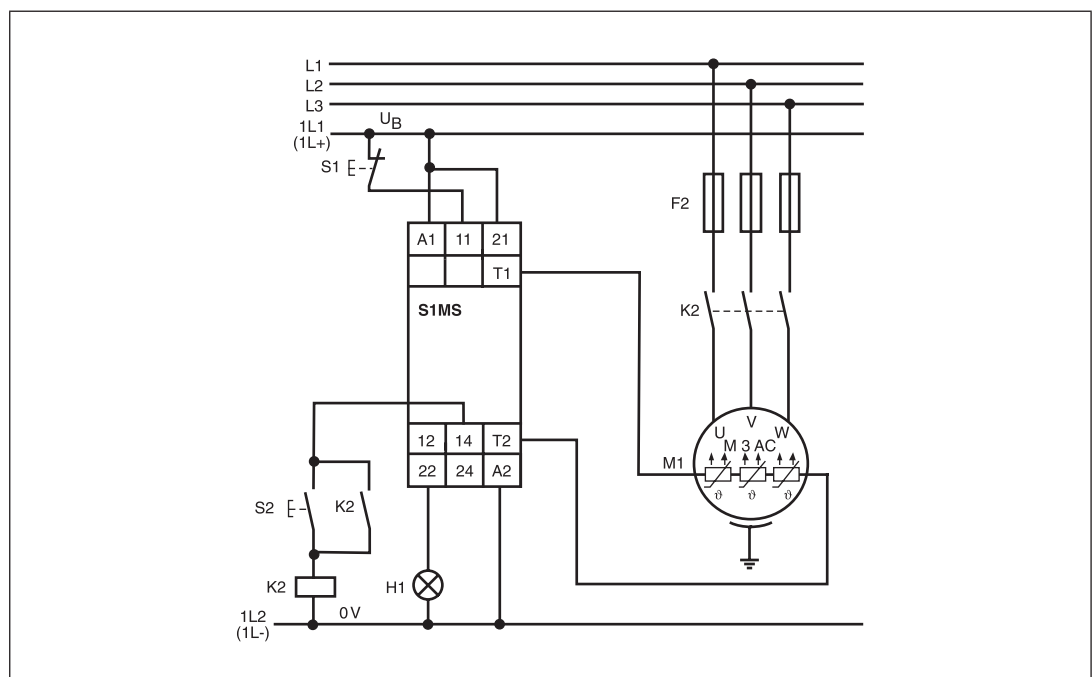 L1
L2
L3
1L1 U_B
(1L+)
S1
F2
A1 11 21
T1
S1MS
K2
12 14 T2
22 24 A2
U V W
M 3 AC
M1
ϑ ϑ ϑ
S2 K2
K2 H1
1L2 0 V
(1L-)